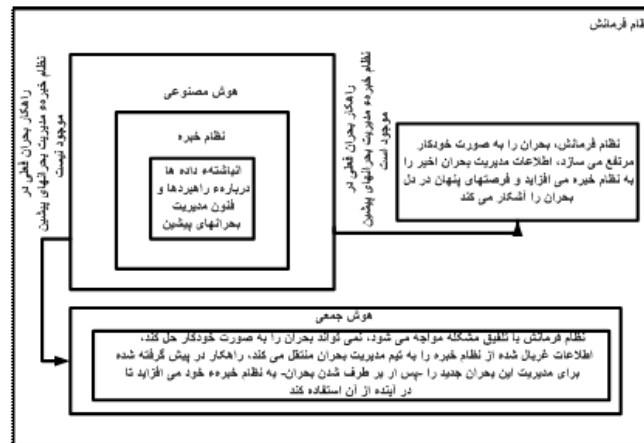 نظام فرمانش
راهکار بحران فعلی در
نظام خبرهء مدیریت بحرانهای پیشین
موجود نیست
هوش مصنوعی
نظام خبره
انباشتهء داده ها
دربارهء راهبردها و
فنون مدیریت
بحرانهای پیشین
راهکار بحران فعلی در
نظام خبرهء مدیریت بحرانهای پیشین
موجود است
نظام فرمانش، بحران را به صورت خودکار
مرتفع می سازد، اطلاعات مدیریت بحران اخیر را
به نظام خبره می افزاید و فرصتهای پنهان در دل
بحران را آشکار می کند
هوش جمعی
نظام فرمانش با تلفیق مشکله مواجه می شود، نمی تواند بحران را به صورت خودکار حل کند،
اطلاعات غربال شده از نظام خبره را به تیم مدیریت بحران منتقل می کند، راهکار در پیش گرفته شده
برای مدیریت این بحران جدید را -پس از بر طرف شدن بحران- به نظام خبرهء خود می افزاید تا
در آینده از آن استفاده کند